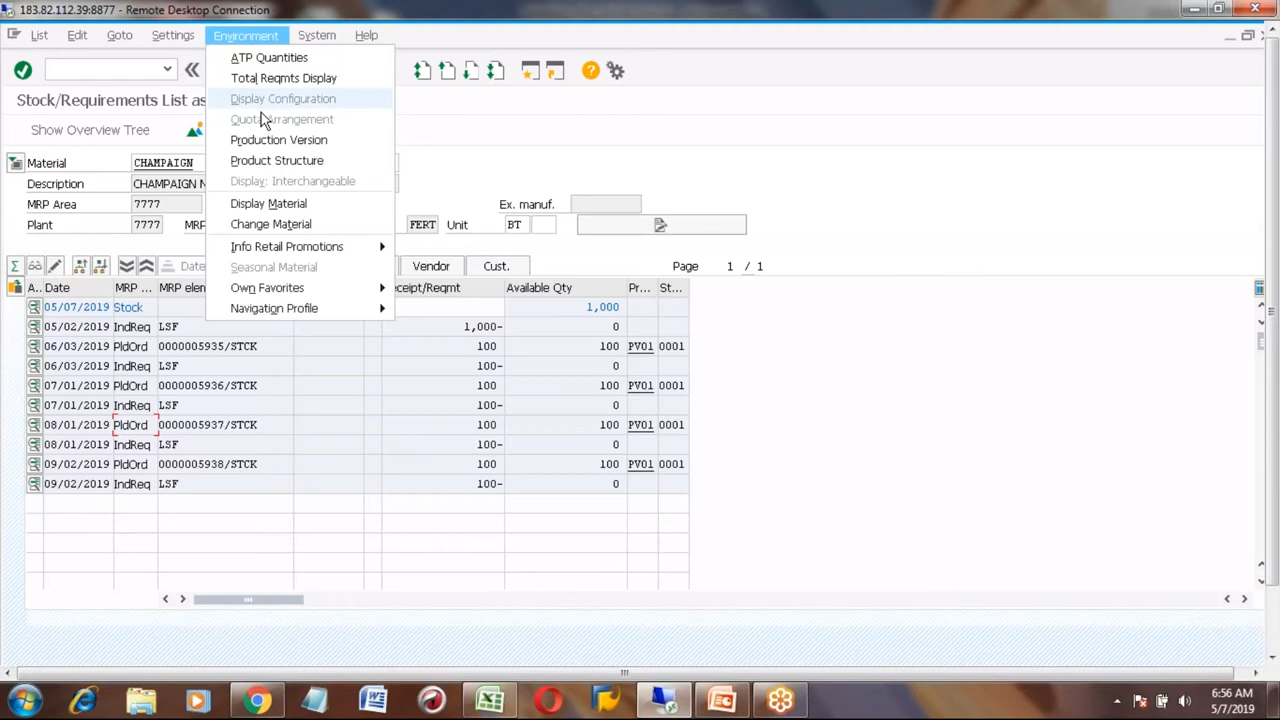 183.82.112.39:8877 - Remote Desktop Connection
List Edit Goto Settings Environment System Help
ATP Quantities
Total Reqmts Display
Display Configuration
Quota Arrangement
Production Version
Product Structure
Display: Interchangeable
Display Material
Change Material
Info Retail Promotions
Seasonal Material
Own Favorites
Navigation Profile
Stock/Requirements List as
Show Overview Tree
Material CHAMPAIGN
Description CHAMPAIGN
MRP Area 7777 Ex. manuf.
Plant 7777 MRP FERT Unit BT
Date Vendor Cust. Page 1 / 1
A.. Date MRP ... MRP elem eceipt/Reqmt Available Qty Pr... St...
05/07/2019 Stock 1,000
05/02/2019 IndReq LSF 1,000- 0
06/03/2019 PldOrd 0000005935/STCK 100 100 PV01 0001
06/03/2019 IndReq LSF 100- 0
07/01/2019 PldOrd 0000005936/STCK 100 100 PV01 0001
07/01/2019 IndReq LSF 100- 0
08/01/2019 PldOrd 0000005937/STCK 100 100 PV01 0001
08/01/2019 IndReq LSF 100- 0
09/02/2019 PldOrd 0000005938/STCK 100 100 PV01 0001
09/02/2019 IndReq LSF 100- 0
6:56 AM
5/7/2019